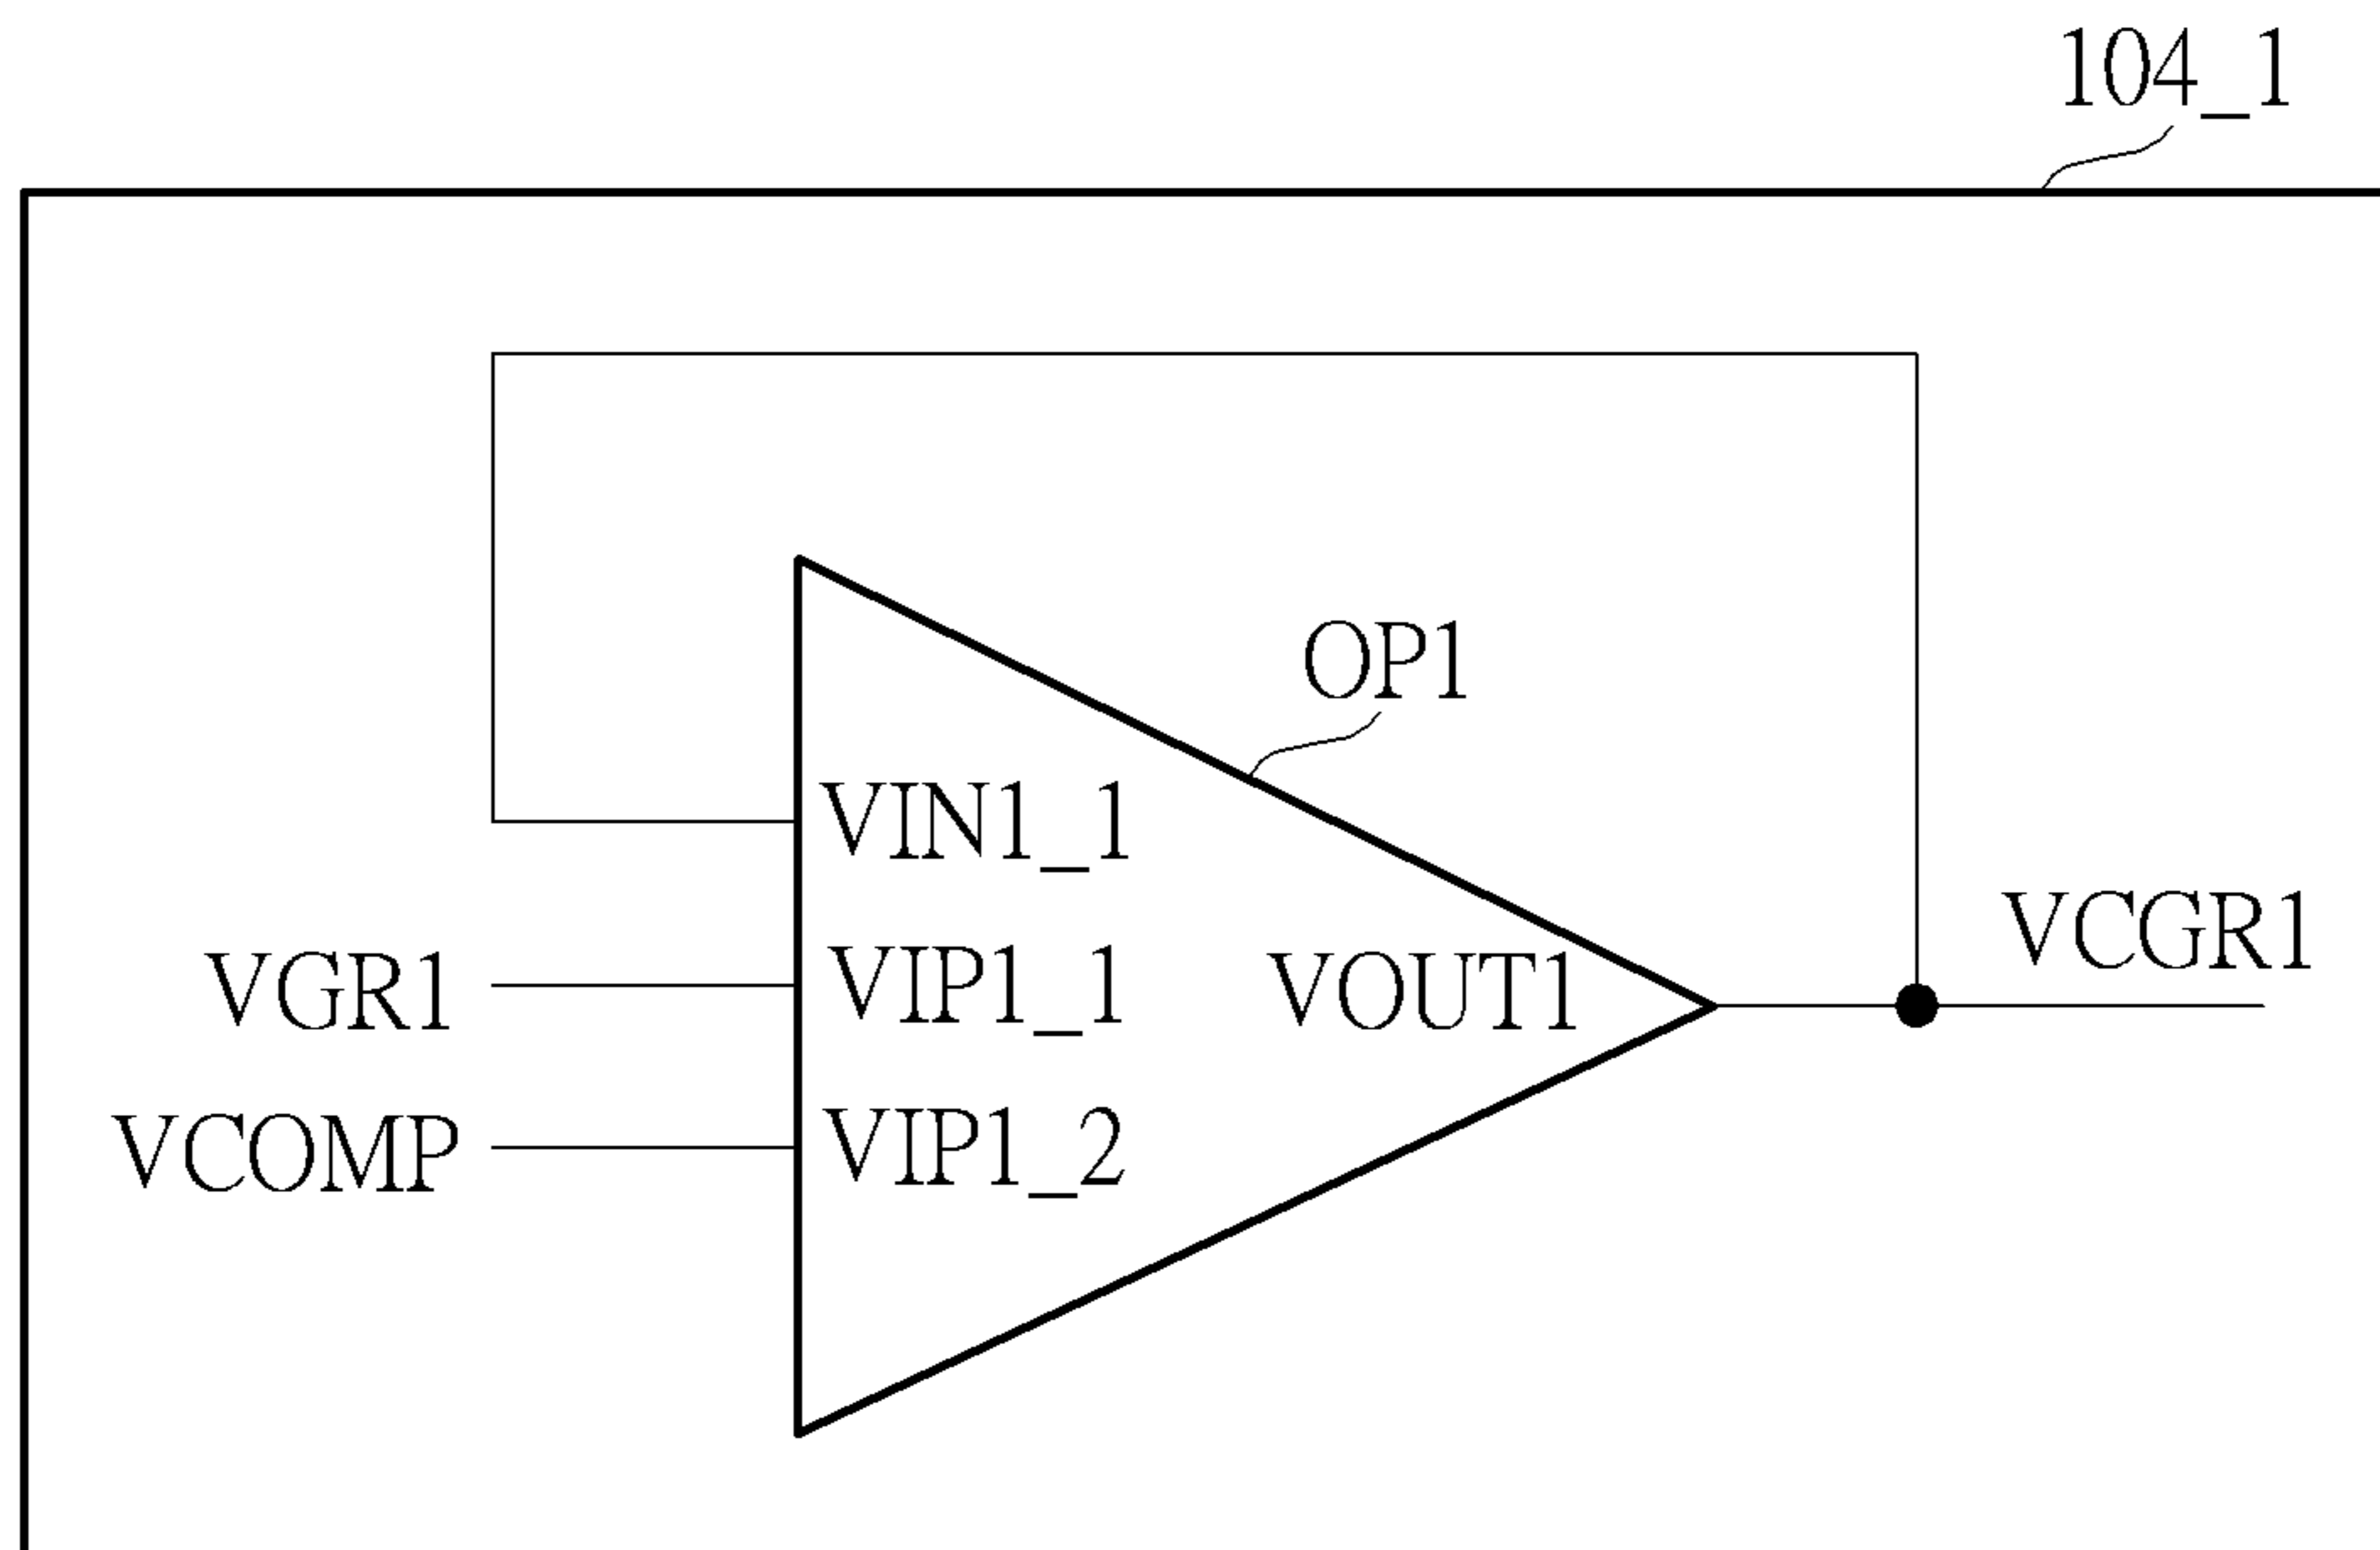 104_1
OP1
VIN1_1
VCGR1
VGR1
VIP1_1
VOUT1
VCOMP
VIP1_2